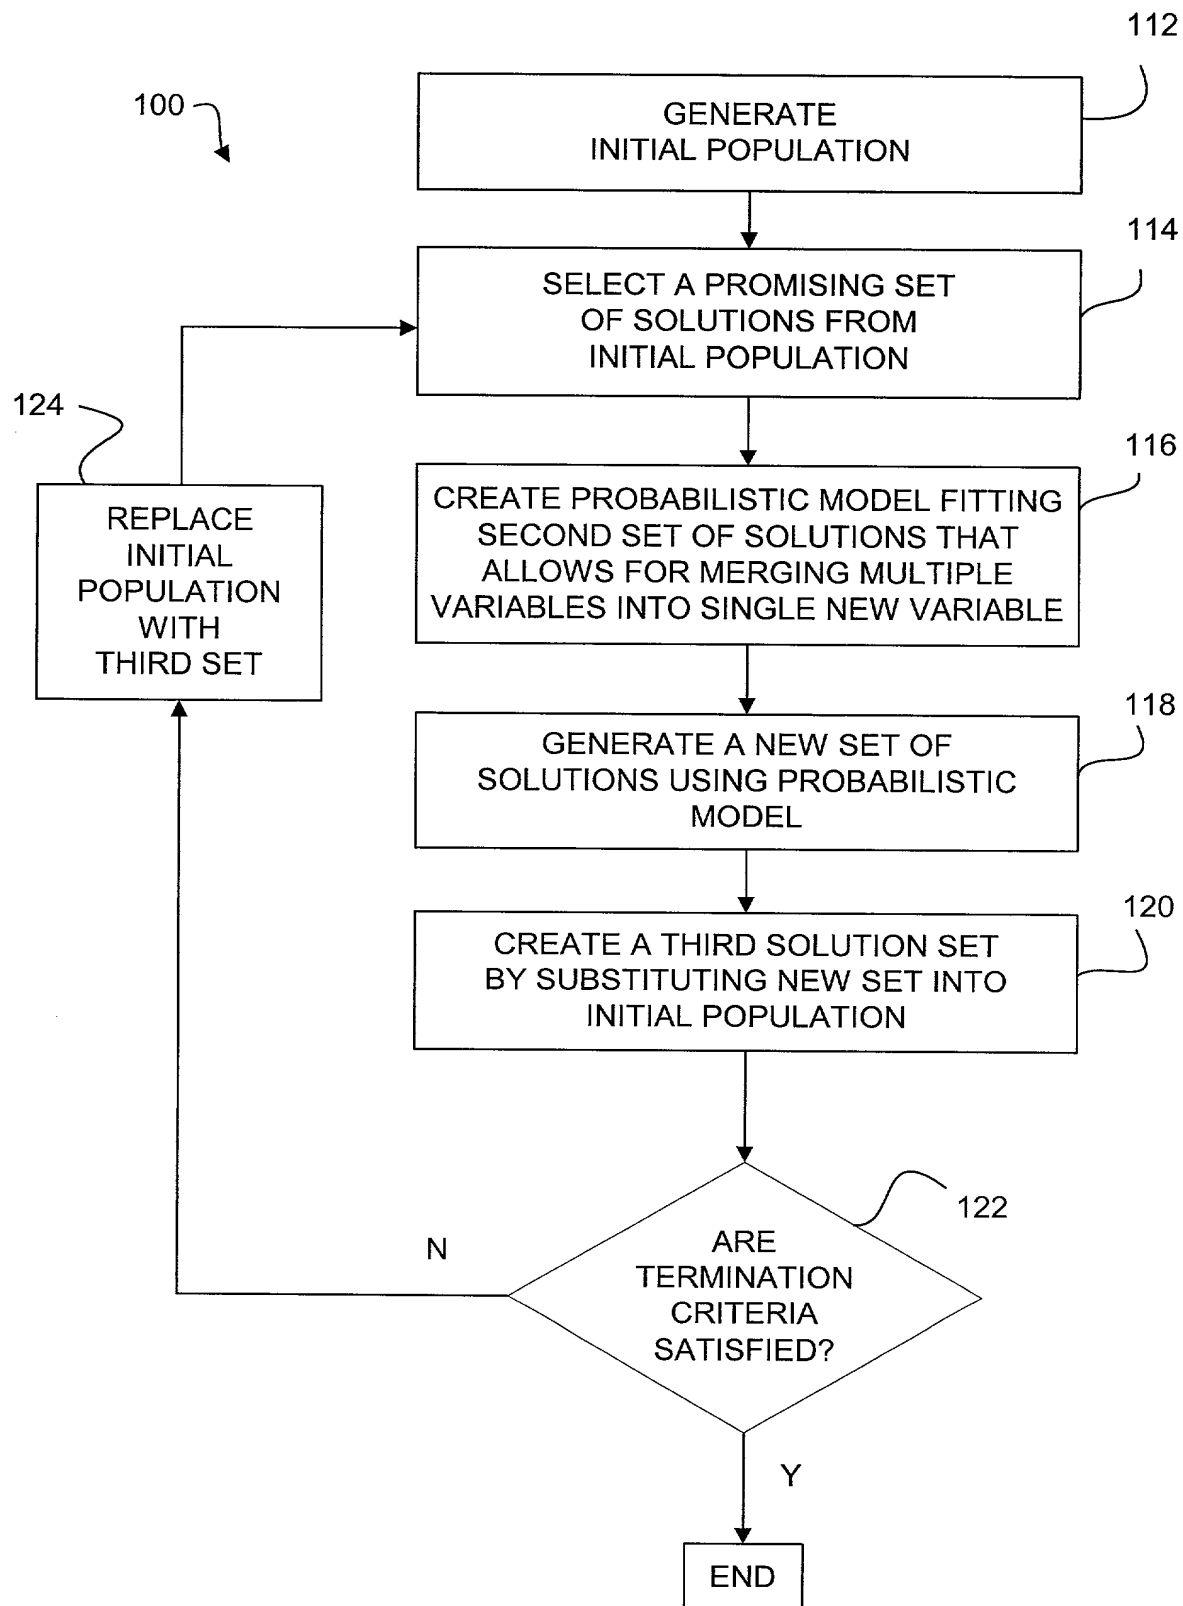 112
100
GENERATE
INITIAL POPULATION
114
SELECT A PROMISING SET
OF SOLUTIONS FROM
INITIAL POPULATION
124
116
REPLACE
INITIAL
POPULATION
WITH
THIRD SET
CREATE PROBABILISTIC MODEL FITTING
SECOND SET OF SOLUTIONS THAT
ALLOWS FOR MERGING MULTIPLE
VARIABLES INTO SINGLE NEW VARIABLE
118
GENERATE A NEW SET OF
SOLUTIONS USING PROBABILISTIC
MODEL
120
CREATE A THIRD SOLUTION SET
BY SUBSTITUTING NEW SET INTO
INITIAL POPULATION
122
N
ARE
TERMINATION
CRITERIA
SATISFIED?
Y
END